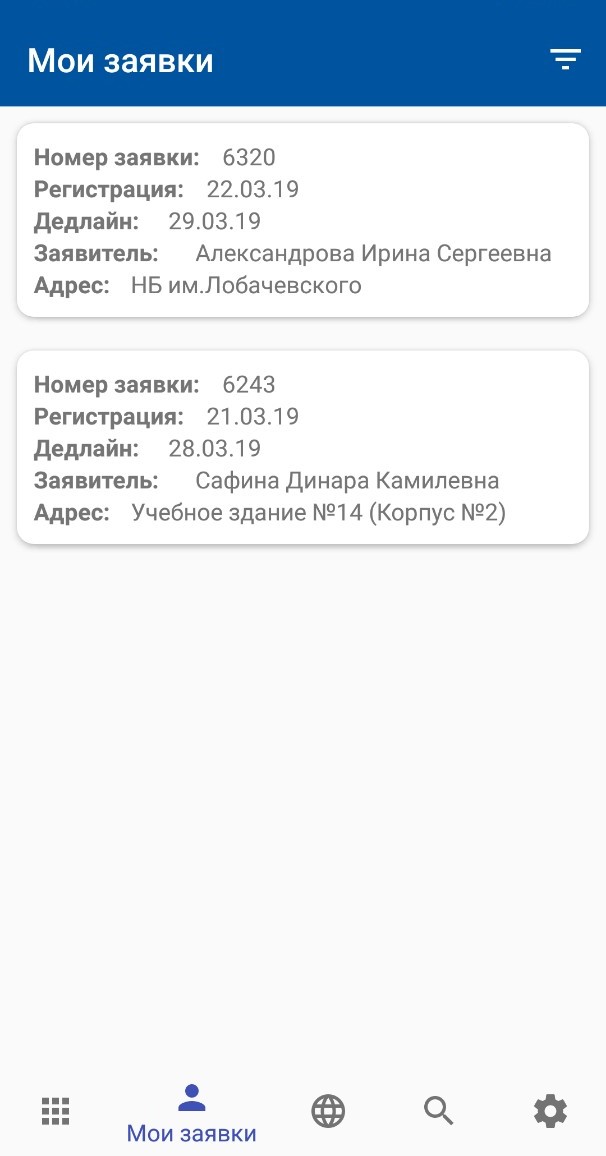 Мои заявки
Номер заявки: 6320
Регистрация: 22.03.19
Дедлайн: 29.03.19
Заявитель: Александрова Ирина Сергеевна
Адрес: НБ им.Лобачевского
Номер заявки: 6243
Регистрация: 21.03.19
Дедлайн: 28.03.19
Заявитель: Сафина Динара Камилевна
Адрес: Учебное здание №14 (Корпус №2)
Мои заявки